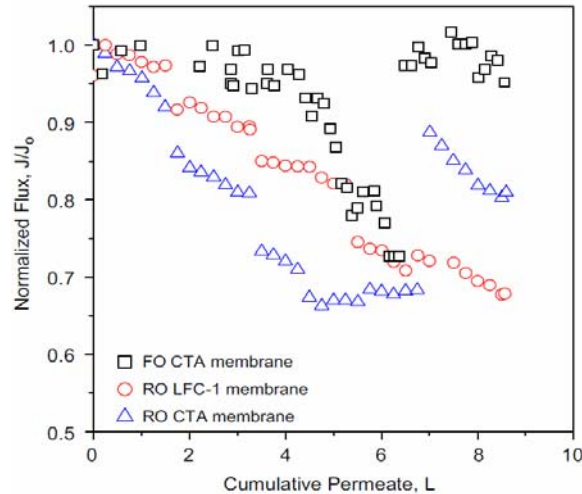 Normalized Flux, J/Jo
1.0
0.9
0.8
0.7
0.6
0.5
FO CTA membrane
RO LFC-1 membrane
RO CTA membrane
0 2 4 6 8 10
Cumulative Permeate, L